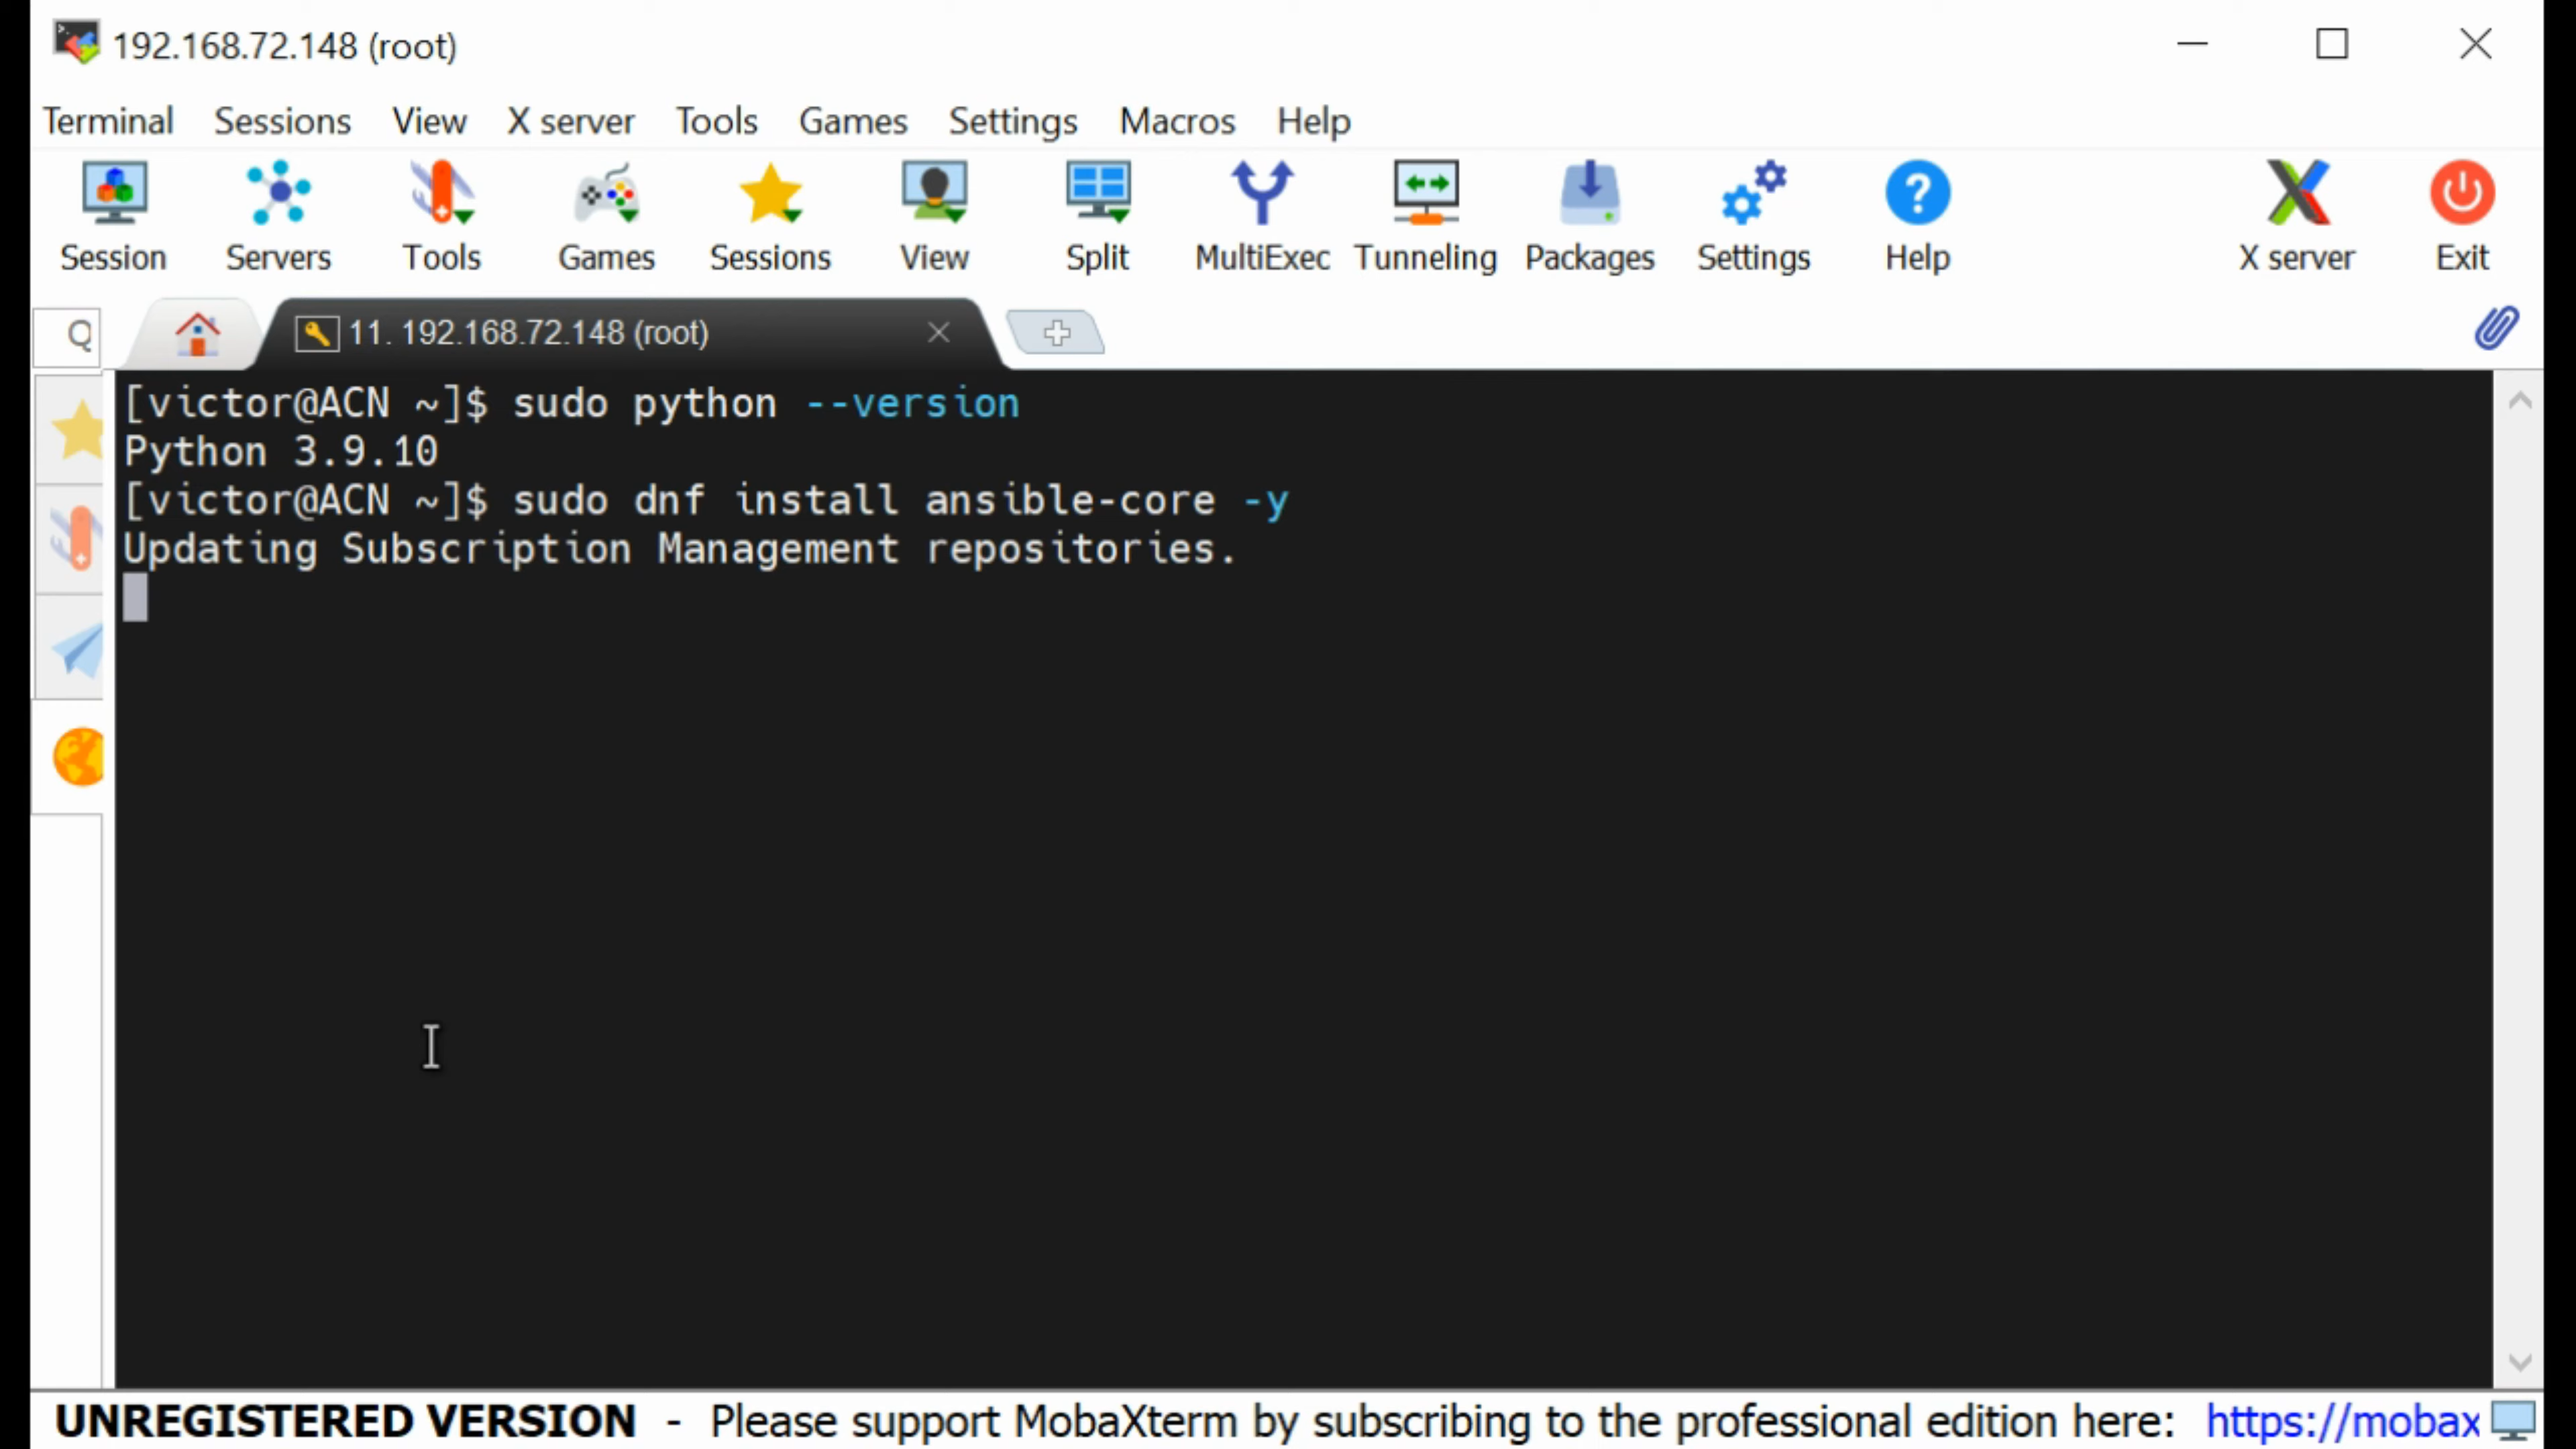 192.168.72.148 (root)
Terminal Sessions View X server Tools Games Settings Macros Help
Session Servers Tools Games Sessions View Split MultiExec Tunneling Packages Settings Help X server Exit
11. 192.168.72.148 (root)
[victor@ACN ~]$ sudo python --version
Python 3.9.10
[victor@ACN ~]$ sudo dnf install ansible-core -y
Updating Subscription Management repositories.
UNREGISTERED VERSION - Please support MobaXterm by subscribing to the professional edition here: https://mobax